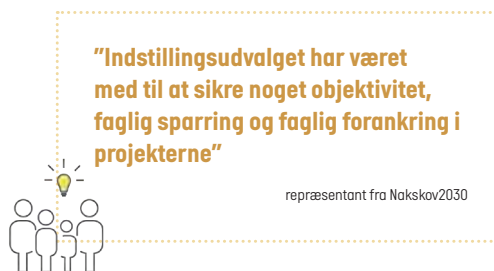 "Indstillingsudvalget har været
med til at sikre noget objektivitet,
faglig sparring og faglig forankring i
projekterne"
repræsentant fra Nakskov2030